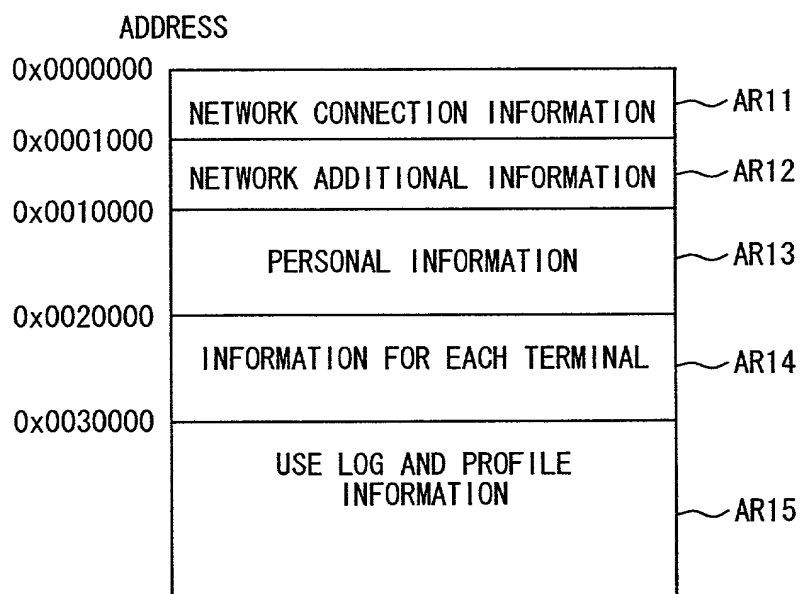 ADDRESS
0x0000000
NETWORK CONNECTION INFORMATION
AR11
0x0001000
NETWORK ADDITIONAL INFORMATION
AR12
0x0010000
PERSONAL INFORMATION
AR13
0x0020000
INFORMATION FOR EACH TERMINAL
AR14
0x0030000
USE LOG AND PROFILE
INFORMATION
AR15